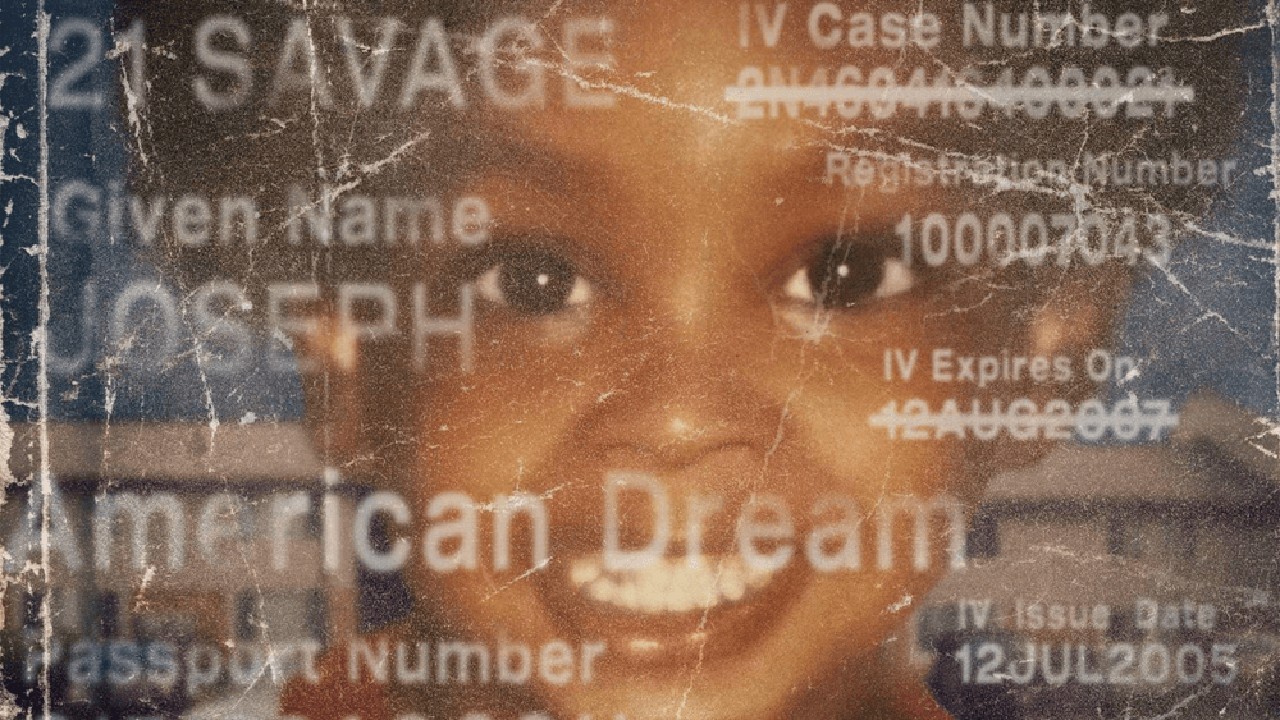 21 SAVAGE
IV Case Number
Registration Number
Given Name
100007043
JOSEPH
IV Expires On
12AUG2007
American Dream
IV Issue Date
Passport Number
12JUL2005